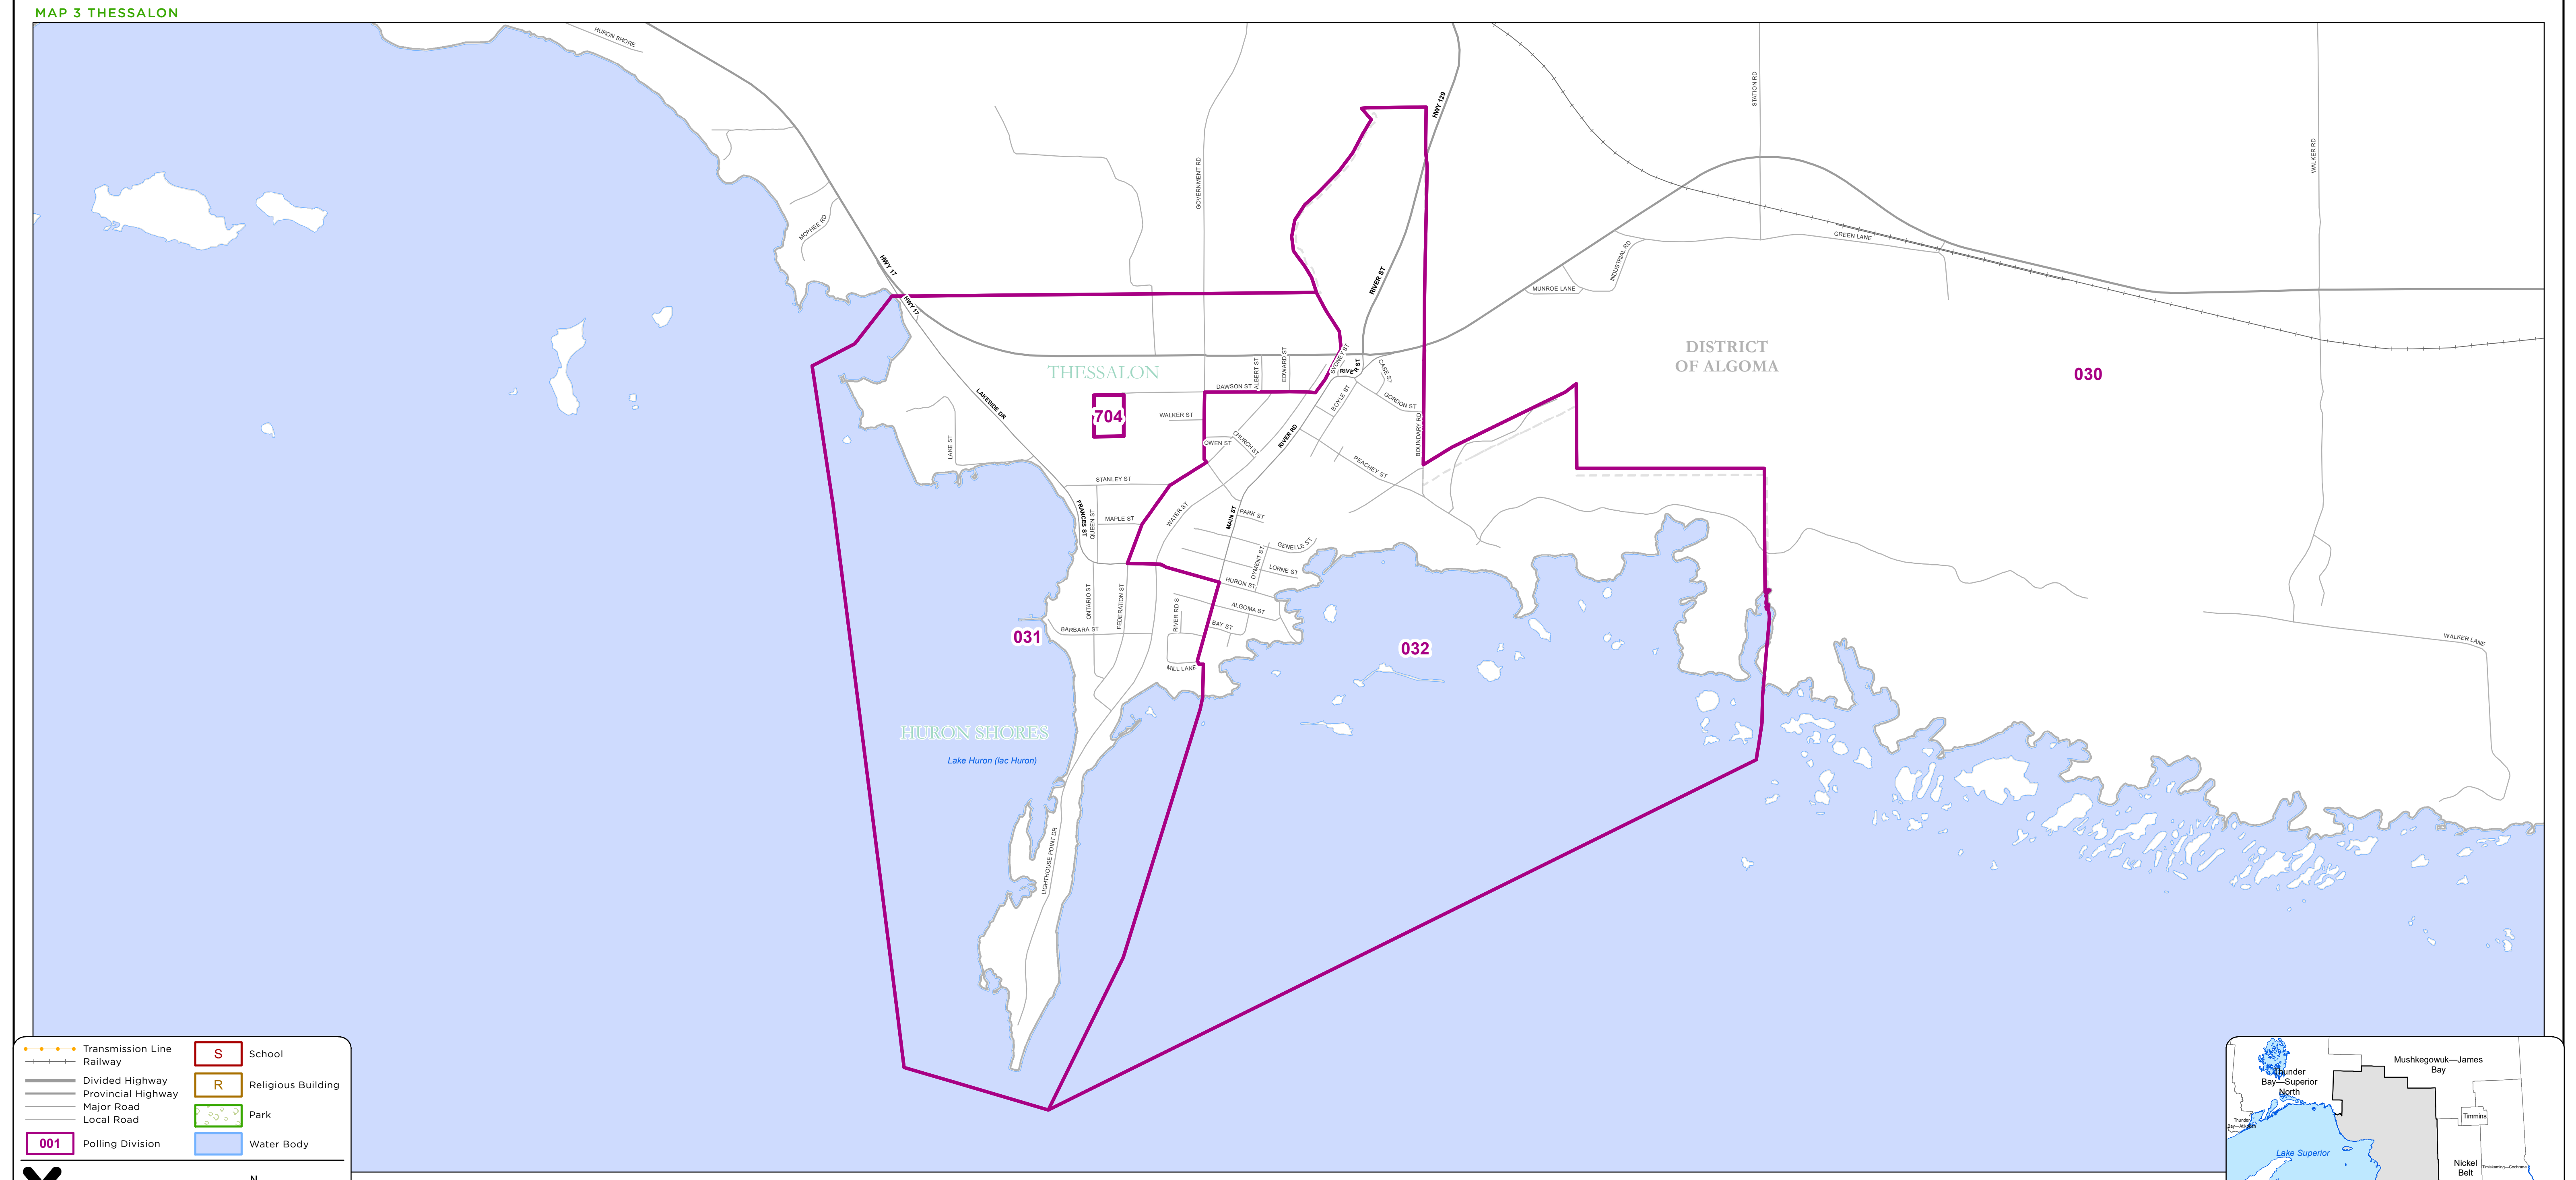 MAP 3 THESSALON
HURON SHORE
HWY 129
STATION RD
WALKER RD
GOVERNMENT RD
MCPHEE RD
HWY 17
HWY 17
RIVER ST
INDUSTRIAL RD
GREEN LANE
MUNROE LANE
DISTRICT
OF ALGOMA
030
THESSALON
LAKESIDE DR
DAWSON ST
ALBERT ST
EDWARD ST
SYDNEY ST
RIVER ST
CASE ST
BOYLE ST
GORDON ST
BOUNDARY RD
704
WALKER ST
OWEN ST
CHURCH ST
RIVER RD
PEACHEY ST
LAKE ST
STANLEY ST
FRANCES ST
QUEEN ST
MAPLE ST
WATER ST
MAIN ST
PARK ST
GENELLE ST
DYMENT ST
LORNE ST
HURON ST
ONTARIO ST
FEDERATION ST
RIVER RD S
ALGOMA ST
BAY ST
BARBARA ST
MILL LANE
031
032
WALKER LANE
HURON SHORES
Lake Huron (lac Huron)
LIGHTHOUSE POINT DR
Transmission Line
Railway
Divided Highway
Provincial Highway
Major Road
Local Road
001 Polling Division
S School
R Religious Building
Park
Water Body
N
Mushkegowuk—James
Bay
Thunder
Bay—Superior
North
Timmins
Thunder
Lake Superior
Nickel
Belt
Timiskaming—Cochrane